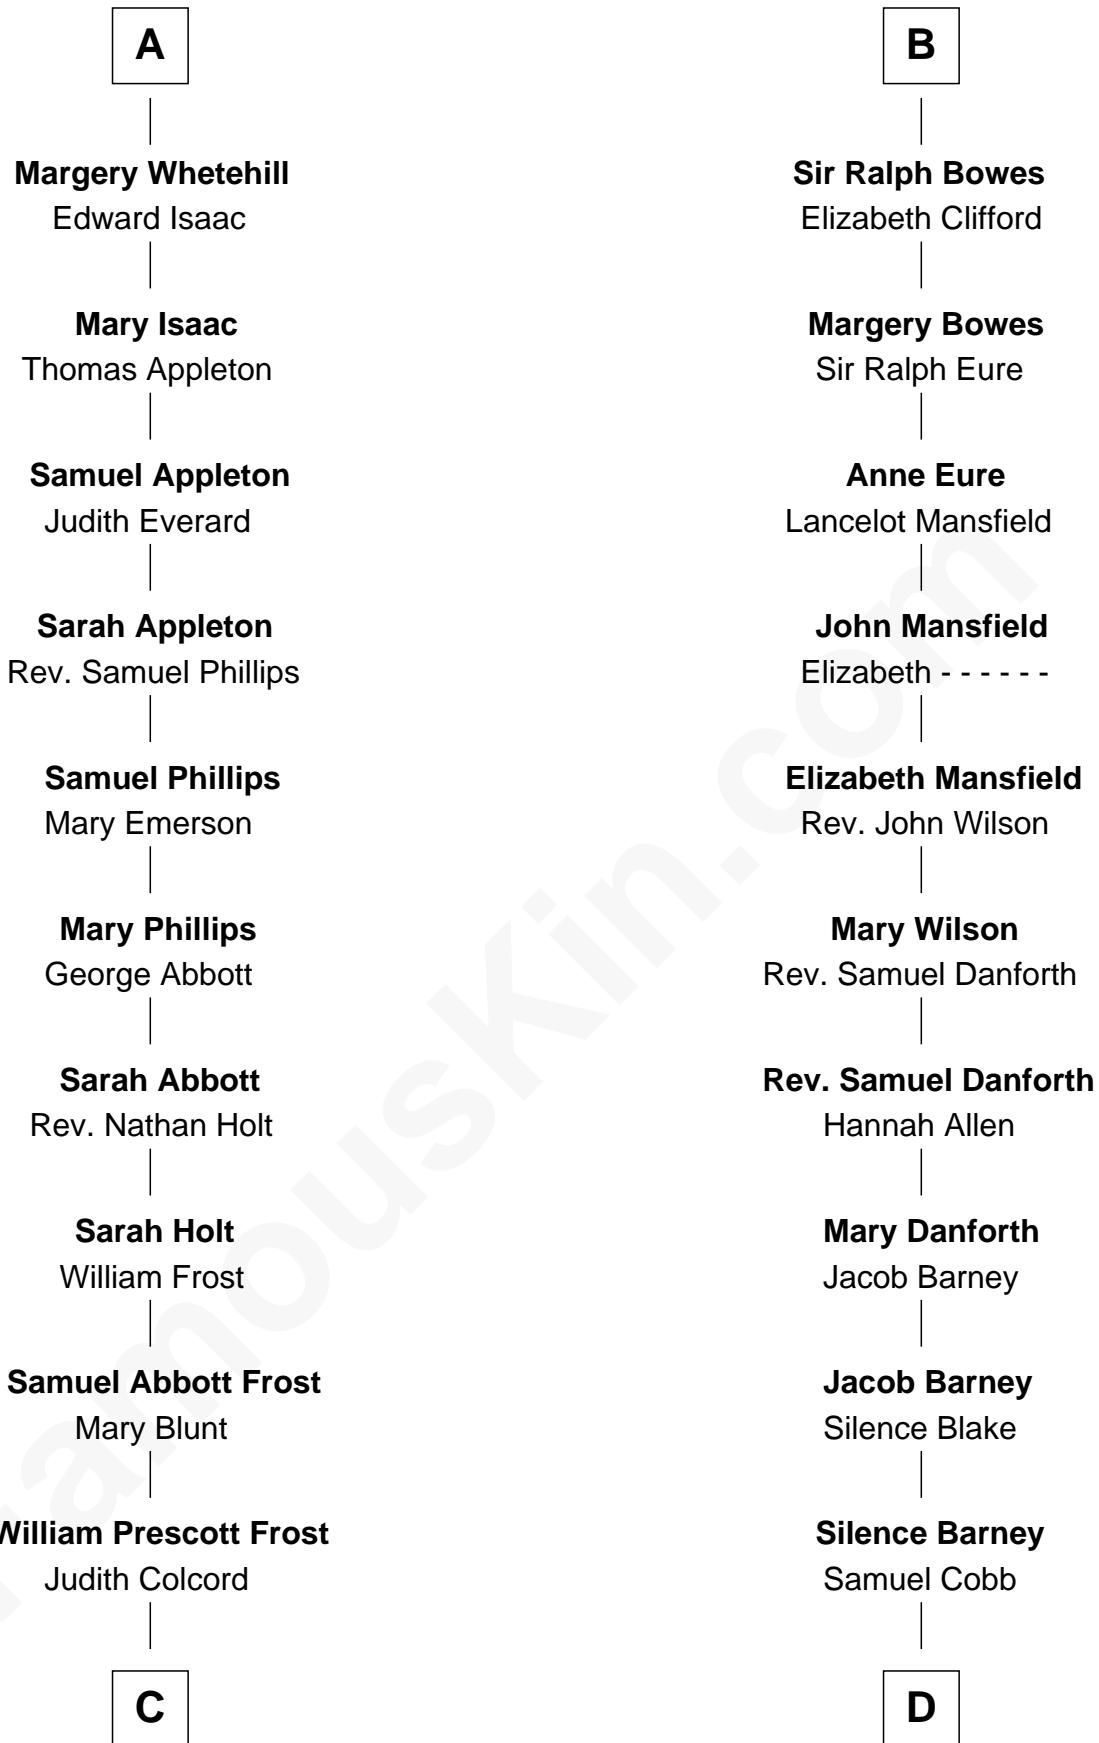 A
Margery Whetehill
Edward Isaac
Mary Isaac
Thomas Appleton
Samuel Appleton
Judith Everard
Sarah Appleton
Rev. Samuel Phillips
Samuel Phillips
Mary Emerson
Mary Phillips
George Abbott
Sarah Abbott
Rev. Nathan Holt
Sarah Holt
William Frost
Samuel Abbott Frost
Mary Blunt
William Prescott Frost
Judith Colcord
C
B
Sir Ralph Bowes
Elizabeth Clifford
Margery Bowes
Sir Ralph Eure
Anne Eure
Lancelot Mansfield
John Mansfield
Elizabeth - - - - - -
Elizabeth Mansfield
Rev. John Wilson
Mary Wilson
Rev. Samuel Danforth
Rev. Samuel Danforth
Hannah Allen
Mary Danforth
Jacob Barney
Jacob Barney
Silence Blake
Silence Barney
Samuel Cobb
D
FamousKin.com